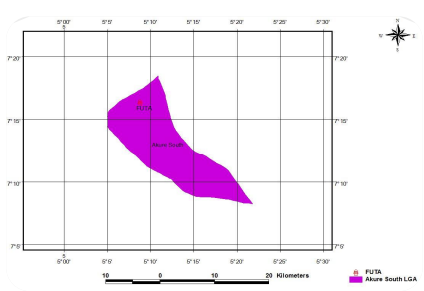 N
W E
S
5°00' 5°5' 5°10' 5°15' 5°20' 5°25' 5°30'
7°20' 7°20'
FUTA
7°15' 7°15'
Akure South
7°10' 7°10'
7°5' 7°5'
5°00' 5°5' 5°10' 5°15' 5°20' 5°25' 5°30'
10 0 10 20 Kilometers
FUTA
Akure South LGA